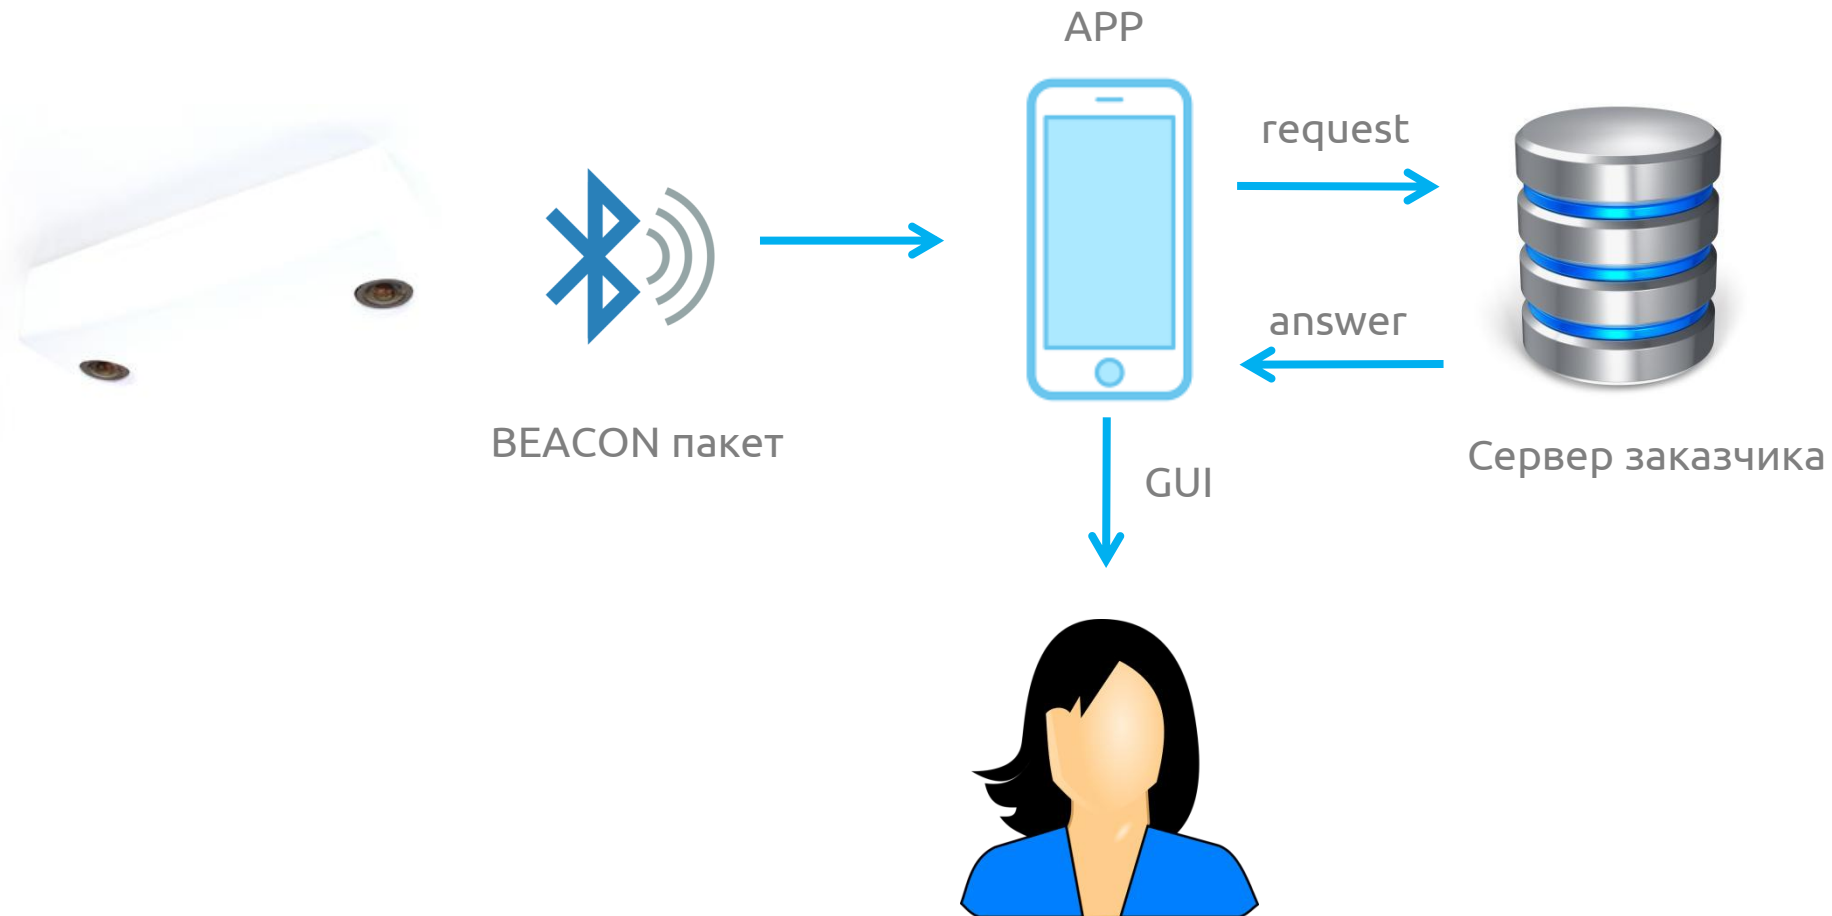 APP
request
answer
BEACON пакет
Сервер заказчика
GUI